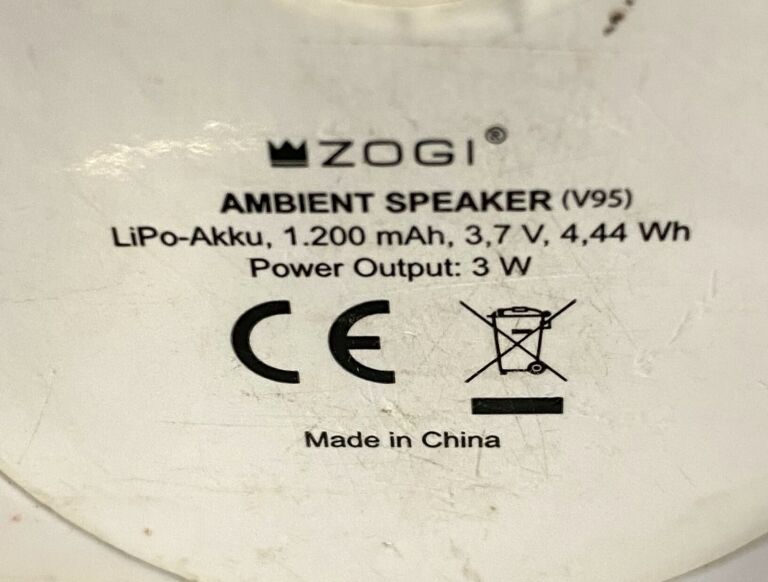 ZOGI®
AMBIENT SPEAKER (V95)
LiPo-Akku, 1.200 mAh, 3,7 V, 4,44 Wh
Power Output: 3 W
CE
Made in China